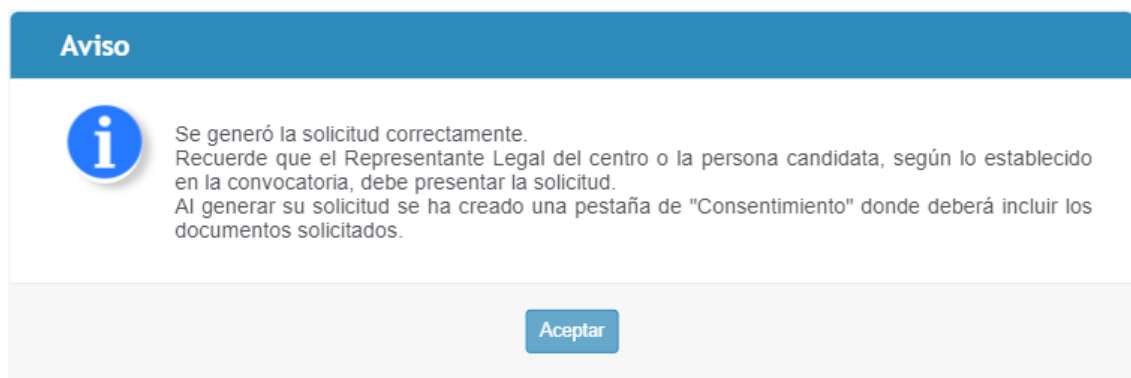 Aviso
Se generó la solicitud correctamente.
Recuerde que el Representante Legal del centro o la persona candidata, según lo establecido
en la convocatoria, debe presentar la solicitud.
Al generar su solicitud se ha creado una pestaña de "Consentimiento" donde deberá incluir los
documentos solicitados.
Aceptar